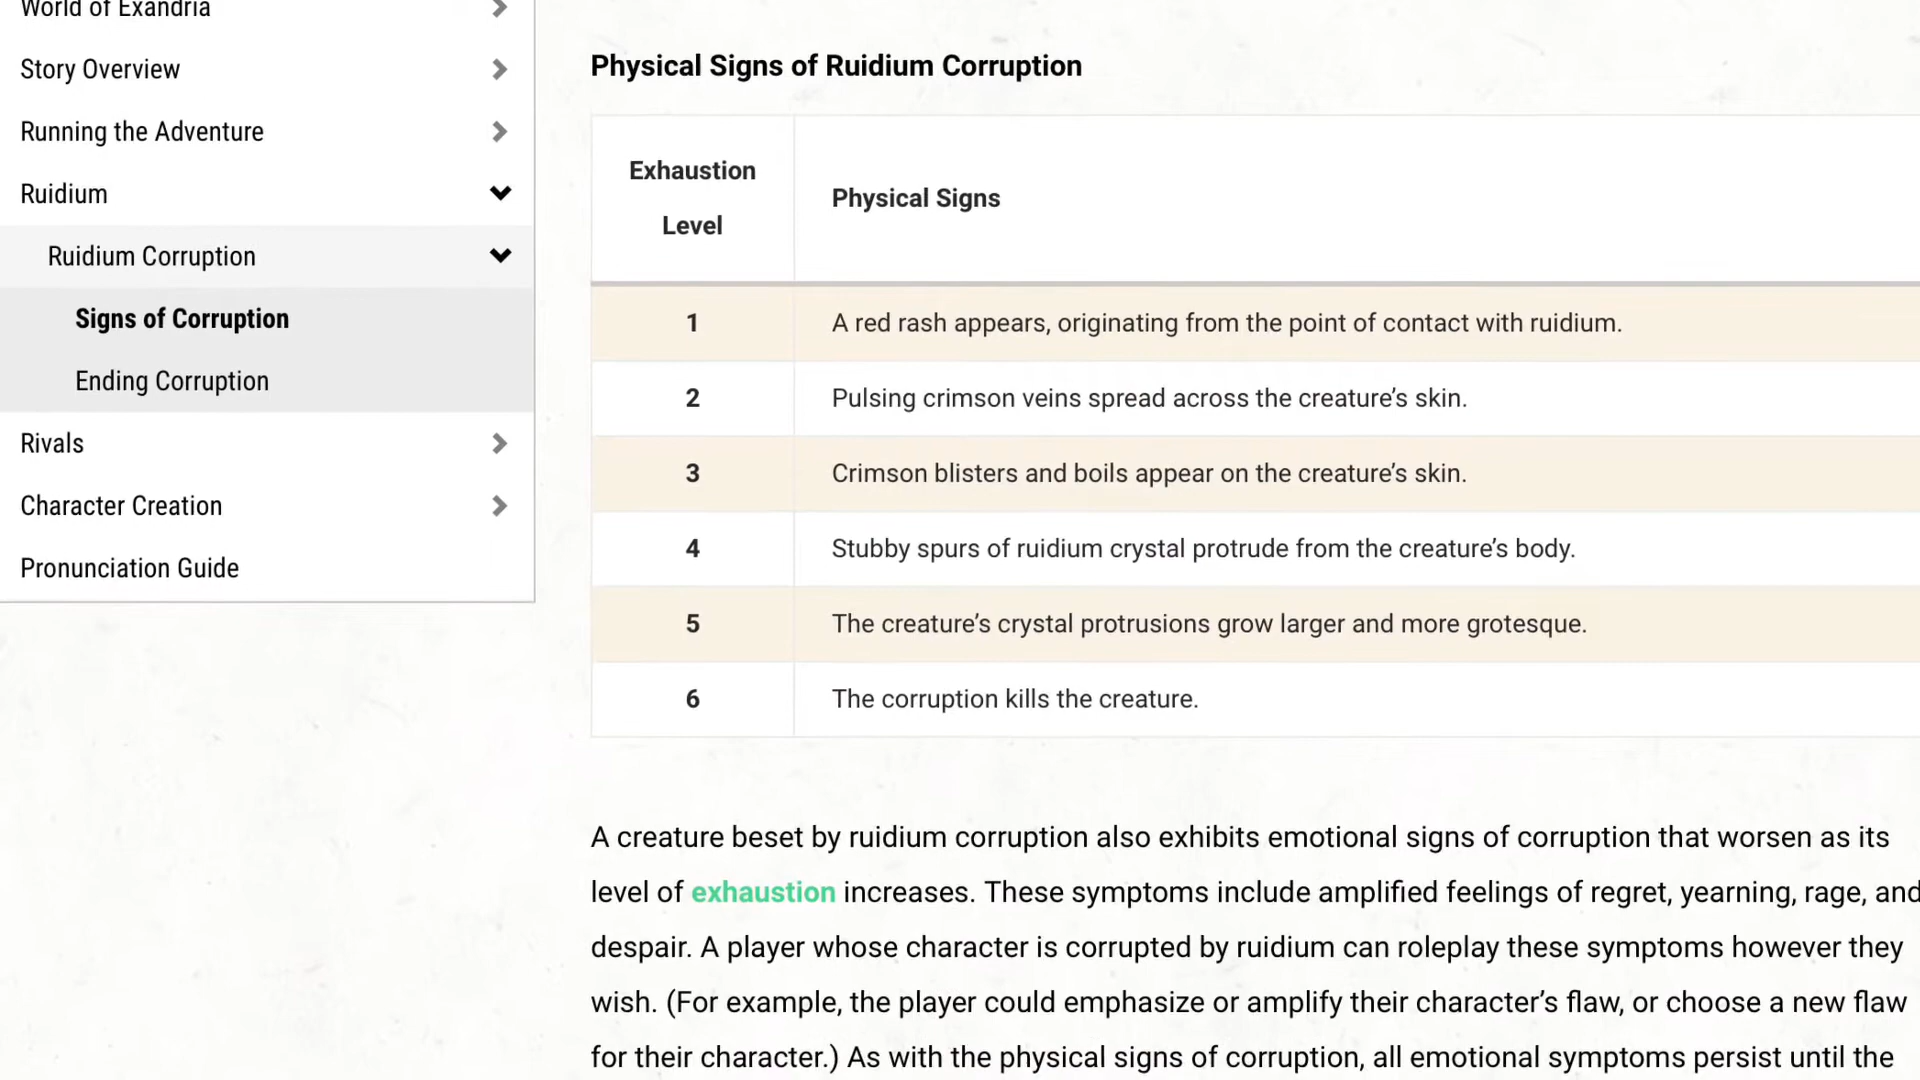 World of Exandria
Story Overview
Running the Adventure
Ruidium
Ruidium Corruption
Signs of Corruption
Ending Corruption
Rivals
Character Creation
Pronunciation Guide
Physical Signs of Ruidium Corruption
Exhaustion
Level
Physical Signs
1 A red rash appears, originating from the point of contact with ruidium.
2 Pulsing crimson veins spread across the creature’s skin.
3 Crimson blisters and boils appear on the creature’s skin.
4 Stubby spurs of ruidium crystal protrude from the creature’s body.
5 The creature’s crystal protrusions grow larger and more grotesque.
6 The corruption kills the creature.
A creature beset by ruidium corruption also exhibits emotional signs of corruption that worsen as its
level of exhaustion increases. These symptoms include amplified feelings of regret, yearning, rage, and
despair. A player whose character is corrupted by ruidium can roleplay these symptoms however they
wish. (For example, the player could emphasize or amplify their character’s flaw, or choose a new flaw
for their character.) As with the physical signs of corruption, all emotional symptoms persist until the